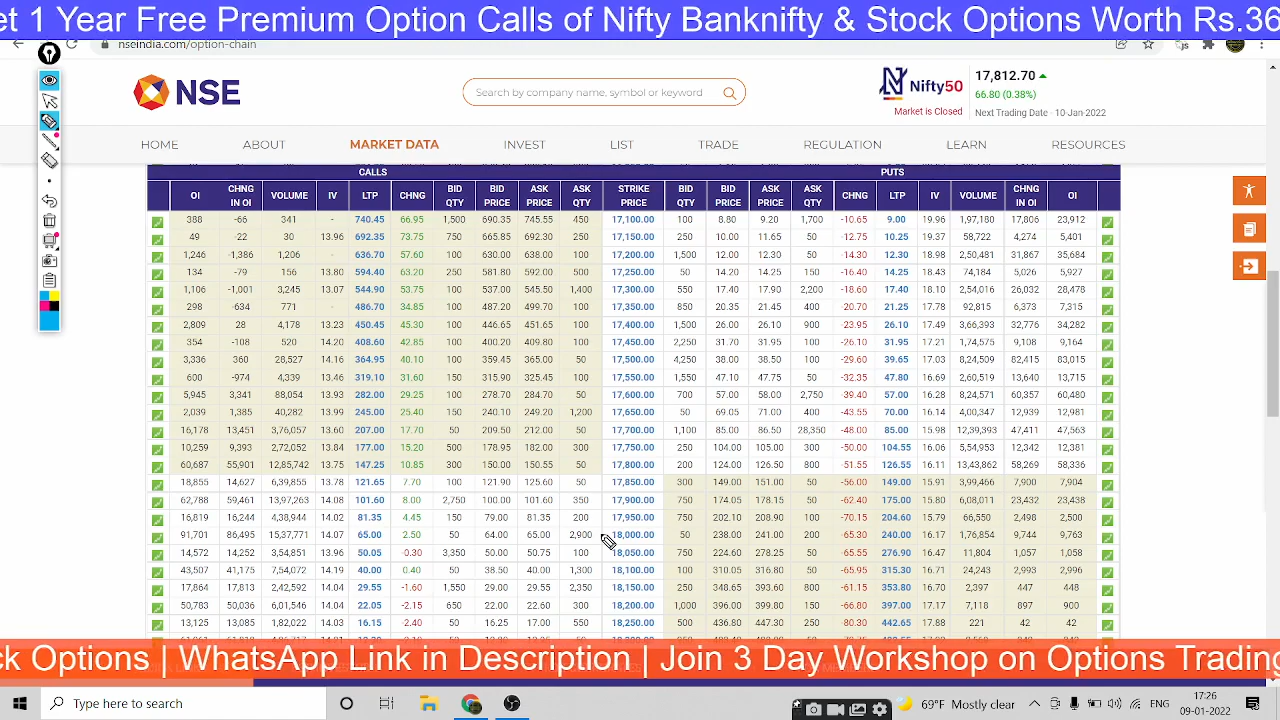 et 1 Year Free Premium Option Calls of Nifty Banknifty & Stock Options Worth Rs.36
nseindia.com/option-chain
NSE
Search by company name, symbol or keyword
Nifty50
17,812.70
66.80 (0.38%)
Market is Closed
Next Trading Date - 10-Jan-2022
HOME ABOUT MARKET DATA INVEST LIST TRADE REGULATION LEARN RESOURCES
CALLS PUTS
OI CHNG IN OI VOLUME IV LTP CHNG BID QTY BID PRICE ASK PRICE ASK QTY STRIKE PRICE BID QTY BID PRICE ASK PRICE ASK QTY CHNG LTP IV VOLUME CHNG IN OI OI
388 -66 341 - 740.45 66.95 1,500 690.35 745.55 450 17,100.00 100 8.80 9.20 1,700 -10.65 9.00 19.96 1,97,180 17,806 23,912
49 -22 30 13.96 692.35 73.75 750 665.85 692.35 250 17,150.00 250 10.00 11.65 50 -12.75 10.25 19.37 58,722 4,274 5,401
1,246 -1,386 1,206 - 636.70 57.60 100 630.00 638.00 100 17,200.00 1,500 12.00 12.30 50 -14.30 12.30 18.98 2,50,481 31,867 35,684
134 -79 156 13.80 594.40 63.20 250 581.80 592.00 500 17,250.00 50 14.20 14.25 150 -16.40 14.25 18.43 74,184 5,026 5,927
1,106 -1,001 3,245 13.07 544.90 53.75 100 537.00 545.50 1,400 17,300.00 550 17.40 17.90 2,200 -18.60 17.40 18.10 2,54,016 26,032 28,478
298 -634 771 - 486.70 34.85 100 487.20 499.70 100 17,350.00 850 20.35 21.45 400 -20.70 21.25 17.78 92,815 6,373 7,315
2,809 28 4,178 13.23 450.45 45.30 100 446.65 451.65 100 17,400.00 1,500 26.00 26.10 900 -23.95 26.10 17.49 3,66,393 32,776 34,282
354 -108 520 14.20 408.60 42.85 100 400.20 409.80 100 17,450.00 2,250 31.70 31.95 100 -26.10 31.95 17.21 1,74,575 9,108 9,164
3,336 360 28,527 14.16 364.95 40.10 100 359.45 365.00 50 17,500.00 4,250 38.00 38.50 100 -29.60 39.65 17.03 8,24,509 82,415 83,015
600 -974 4,339 13.46 319.10 31.60 150 315.90 325.45 100 17,550.00 1,550 47.10 47.75 50 -32.35 47.80 16.69 2,60,519 13,640 13,715
5,945 3,341 88,054 13.93 282.00 29.25 100 278.70 284.70 50 17,600.00 700 57.00 58.00 2,750 -39.40 57.00 16.28 8,24,571 60,357 60,480
2,039 1,385 40,282 13.99 245.00 25.40 150 240.10 249.20 1,200 17,650.00 50 69.05 71.00 400 -43.55 70.00 16.14 4,00,347 12,939 12,981
16,178 13,451 3,76,057 13.60 207.00 17.70 50 209.50 212.00 50 17,700.00 1,100 85.00 86.50 28,350 -48.00 85.00 15.98 12,39,393 47,411 47,563
10,259 9,393 2,72,052 13.84 177.00 15.20 500 178.95 182.00 300 17,750.00 250 104.00 105.00 300 -50.00 104.55 16.06 5,54,953 12,342 12,381
60,687 55,901 12,85,742 13.75 147.25 10.85 300 150.00 150.55 50 17,800.00 200 124.00 126.50 800 -51.55 126.55 16.11 13,43,862 58,269 58,336
18,855 14,627 6,39,855 13.78 121.65 7.70 100 121.90 125.60 50 17,850.00 300 149.00 151.00 50 -56.00 149.00 15.91 3,99,466 7,900 7,904
62,788 59,461 13,97,263 14.08 101.60 8.00 2,750 100.00 101.60 350 17,900.00 750 174.05 178.15 50 -62.40 175.00 15.80 6,08,011 23,432 23,438
16,819 16,244 4,38,944 14.02 81.35 4.45 150 79.00 81.35 200 17,950.00 750 202.10 208.90 100 -70.15 204.60 15.79 66,550 2,490 2,500
91,701 86,495 15,37,771 14.07 65.00 2.50 50 64.00 65.00 2,900 18,000.00 50 238.00 241.00 200 -65.30 240.00 16.17 1,76,854 9,744 9,763
14,572 14,252 3,54,851 13.96 50.05 -0.30 3,350 50.00 50.75 100 18,050.00 750 224.60 278.25 50 -65.65 276.90 16.47 11,804 1,057 1,058
43,507 41,175 7,54,072 14.19 40.00 0.40 50 38.50 40.00 1,300 18,100.00 100 310.05 316.80 50 -65.95 315.30 16.71 24,243 2,993 2,996
17,864 17,813 2,42,592 14.04 29.55 -1.60 1,550 29.00 29.55 2,350 18,150.00 250 348.65 393.60 800 -61.15 353.80 16.70 2,397 447 448
50,783 50,036 6,01,546 14.04 22.05 -2.15 650 22.00 22.60 300 18,200.00 1,000 396.00 399.80 150 -66.80 397.00 17.17 7,118 897 900
13,125 13,085 1,82,022 14.03 16.15 -2.40 50 16.25 17.00 550 18,250.00 500 436.80 447.30 250 -80.30 442.65 17.88 221 42 42
ck Options | WhatsApp Link in Description | Join 3 Day Workshop on Options Trading
Type here to search
69°F Mostly clear
ENG
17:26
09-01-2022